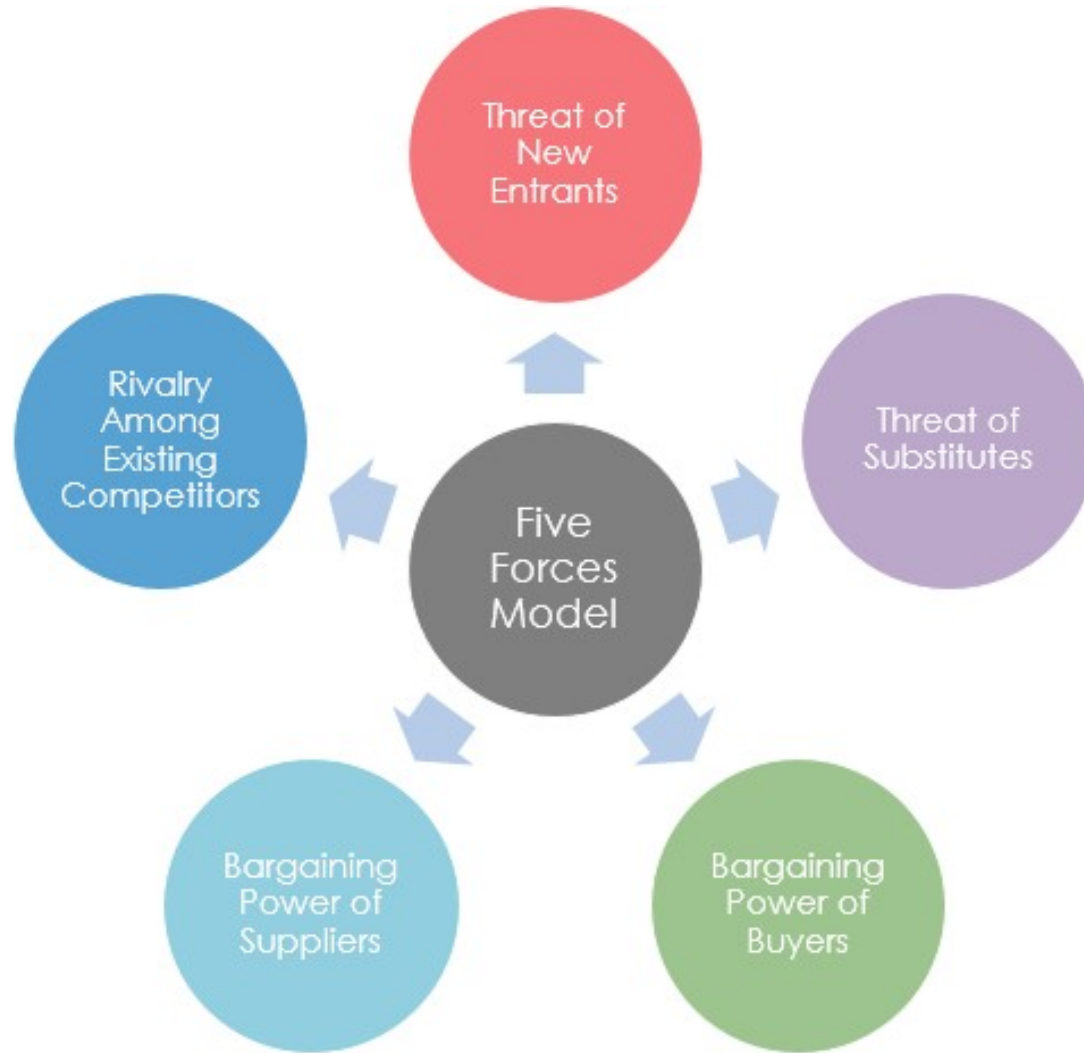 Threat of
New
Entrants
Rivalry
Among
Existing
Competitors
Threat of
Substitutes
Five
Forces
Model
Bargaining
Power of
Suppliers
Bargaining
Power of
Buyers